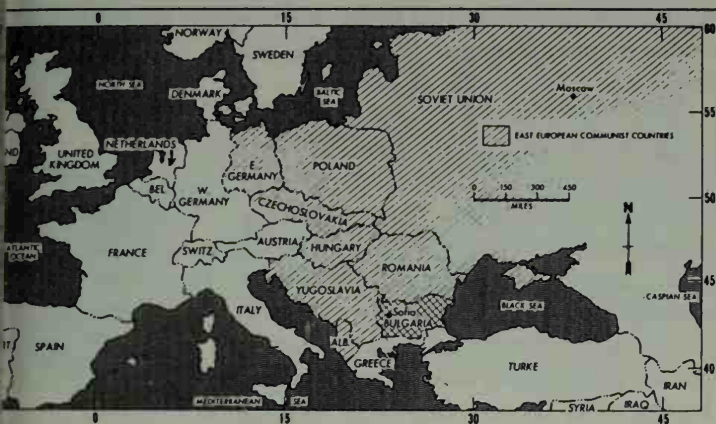 0 15 30 45
60
NORWAY
SWEDEN
NORTH SEA
DENMARK
BALTIC
SEA
SOVIET UNION
Moscow
EAST EUROPEAN COMMUNIST COUNTRIES
ND
UNITED
KINGDOM
NETHERLANDS
E.
GERMANY
POLAND
BEL
W.
GERMANY
0 150 300 450
MILES
50
CZECHOSLOVAKIA
N
ATLANTIC
OCEAN
FRANCE
SWITZ
AUSTRIA
HUNGARY
ROMANIA
YUGOSLAVIA
ITALY
CASPIAN SEA
45
BLACK SEA
Sofia
BULGARIA
SPAIN
ALB.
GREECE
TURKE
40
IRAN
MEDITERRANEAN SEA
SYRIA
IRAQ
0 15 45